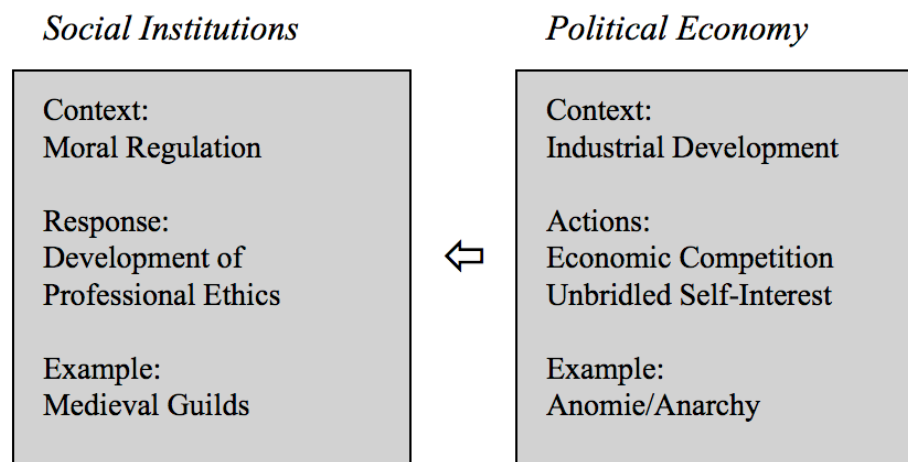 Social Institutions
Context:
Moral Regulation
Response:
Development of
Professional Ethics
Example:
Medieval Guilds
Political Economy
Context:
Industrial Development
Actions:
Economic Competition
Unbridled Self-Interest
Example:
Anomie/Anarchy